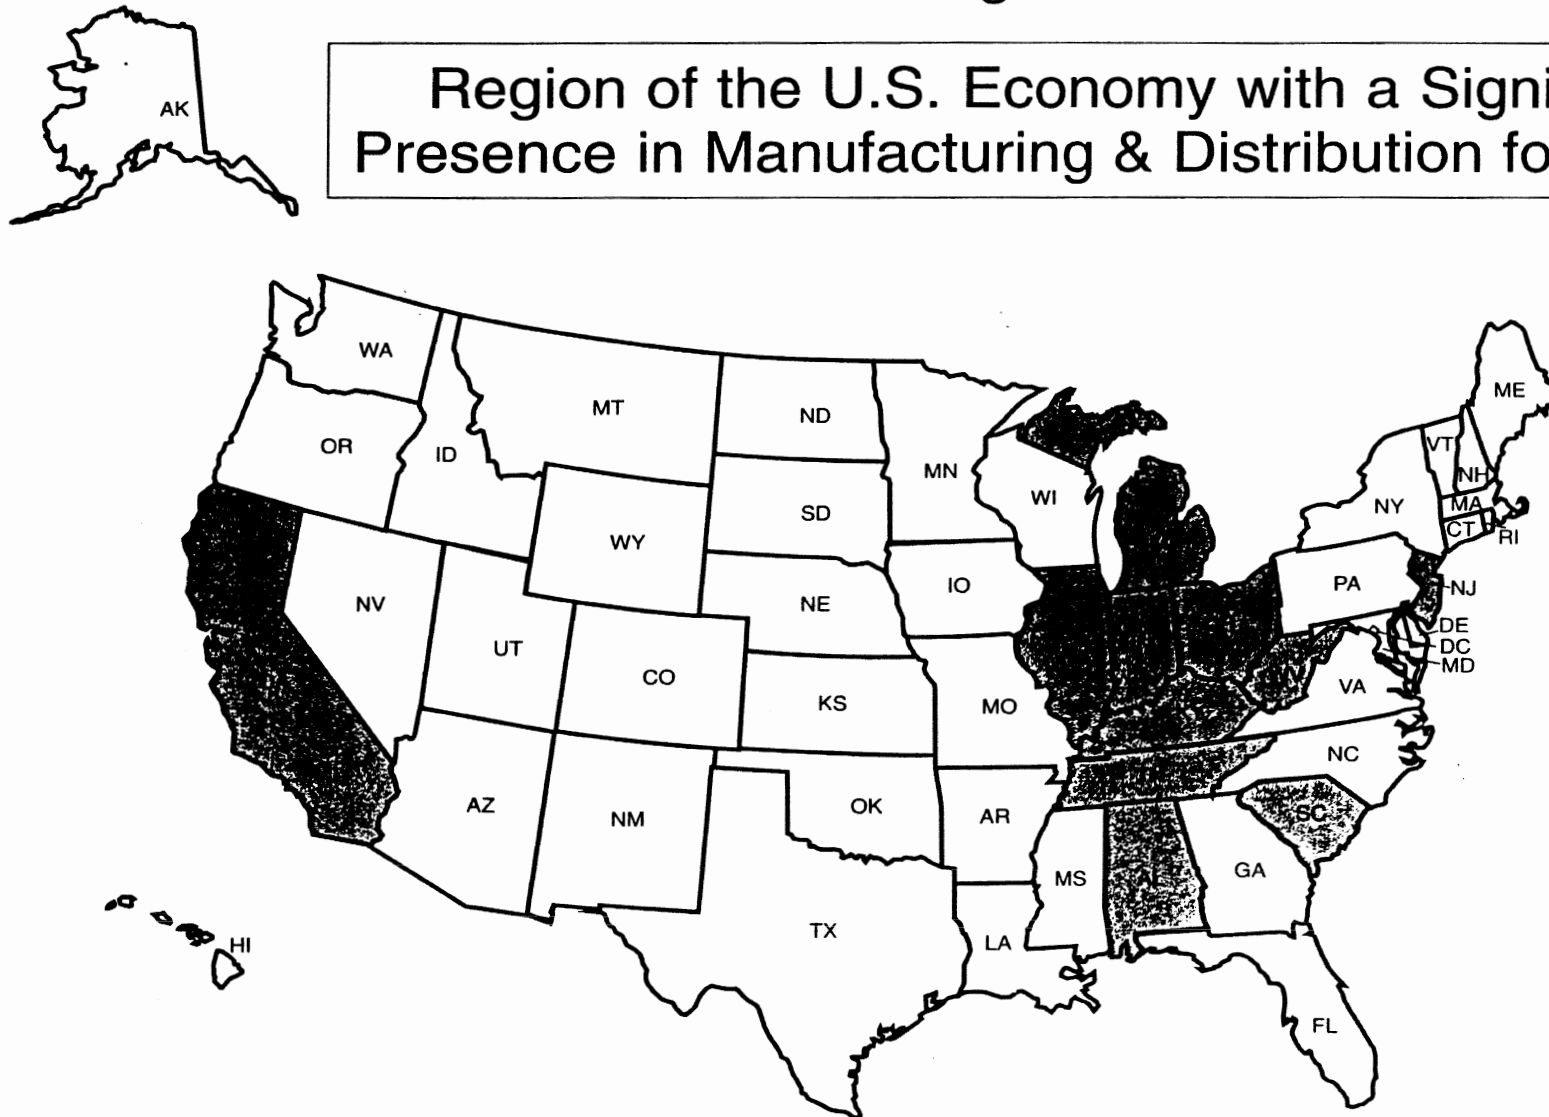 Region of the U.S. Economy with a Signi
Presence in Manufacturing & Distribution fo
AK
WA
MT
ND
MN
ME
VT
NH
OR
ID
WI
NY
MA
CT
RI
SD
WY
IO
PA
NJ
NV
NE
DE
DC
MD
UT
CO
KS
MO
WV
VA
NC
AZ
NM
OK
AR
SC
MS
AL
GA
TX
LA
HI
FL